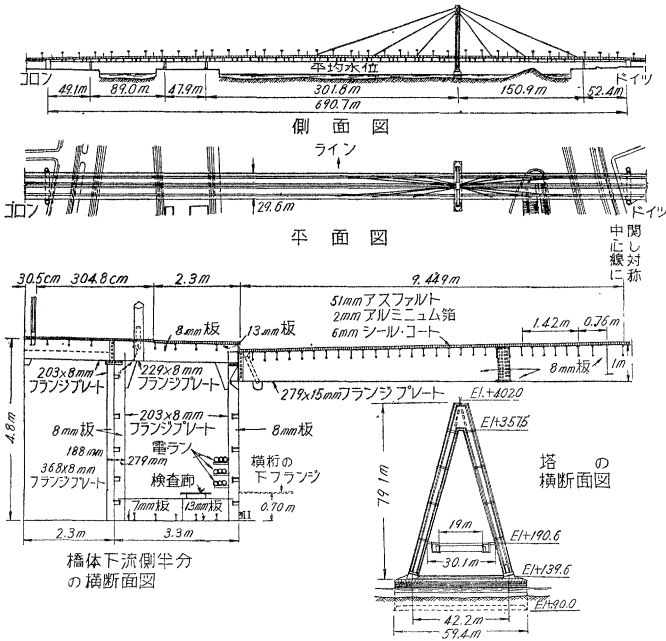 平均水位
ゴロン
ドイツ
49.1m
89.0m
47.9m
301.8m
150.9m
52.4m
690.7m
側面図
ライン
29.6m
ゴロン
ドイツ
平面図
中心線に
関し対称
30.5cm
304.8cm
2.3m
9.449m
51mmアスファルト
2mmアルミニュム箔
6mmシール・コート
8mm板
13mm板
1.42m
0.76m
8mm板
1m
203×8mm
フランジプレート
229×8mm
フランジプレート
279×15mmフランジプレート
4.8m
203×8mm
フランジプレート
8mm板
8mm板
188mm
279mm
368×8mm
フランジプレート
電ラン
検査廊
横桁の
下フランジ
7mm板
13mm板
0.70m
2.3m
3.3m
橋体下流側半分
の横断面図
El.+402.0
El+357.5
79.1m
塔の
横断面図
19m
El+190.6
30.1m
El+139.6
El+90.0
42.2m
59.4m